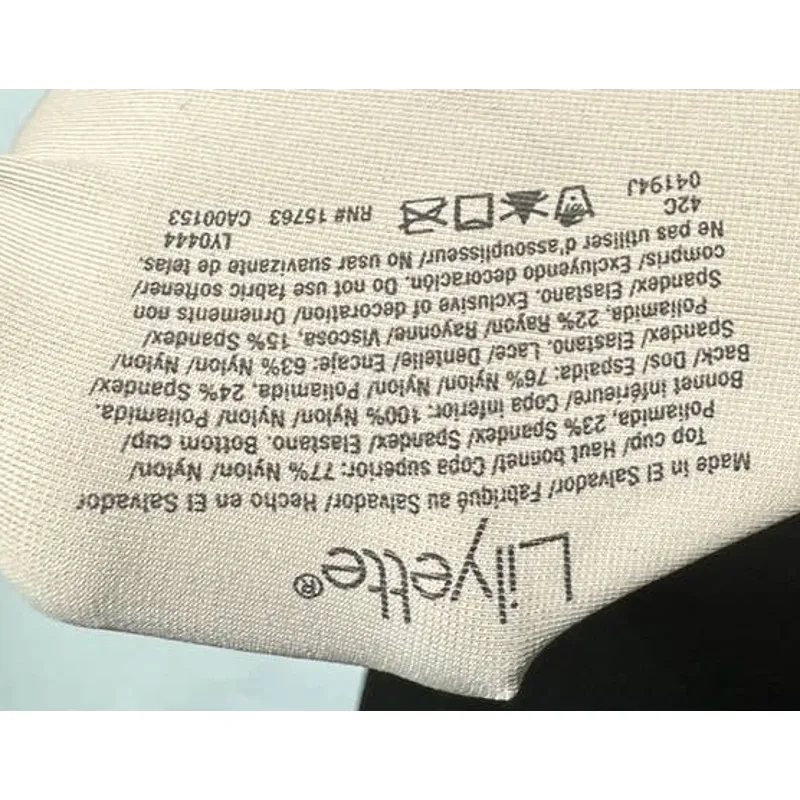 Lilyette®
Made in El Salvador/ Fabriqué au Salvador/ Hecho en El Salvador
Top cup/ Haut bonnet/ Copa superior: 77% Nylon/ Nylon/
Poliamida, 23% Spandex/ Spandex/ Elastano. Bottom cup/
Bonnet inférieure/ Copa inferior: 100% Nylon/ Nylon/ Poliamida.
Back/ Dos/ Espalda: 76% Nylon/ Nylon/ Poliamida, 24% Spandex/
Spandex/ Elastano. Lace/ Dentelle/ Encaje: 63% Nylon/ Nylon/
Poliamida, 22% Rayon/ Rayonne/ Viscosa, 15% Spandex/
Spandex/ Elastano. Exclusive of decoration/ Ornements non
compris/ Excluyendo decoración. Do not use fabric softener/
Ne pas utiliser d'assouplisseur/ No usar suavizante de telas.
42C LY0444
04194J RN# 15763 CA00153